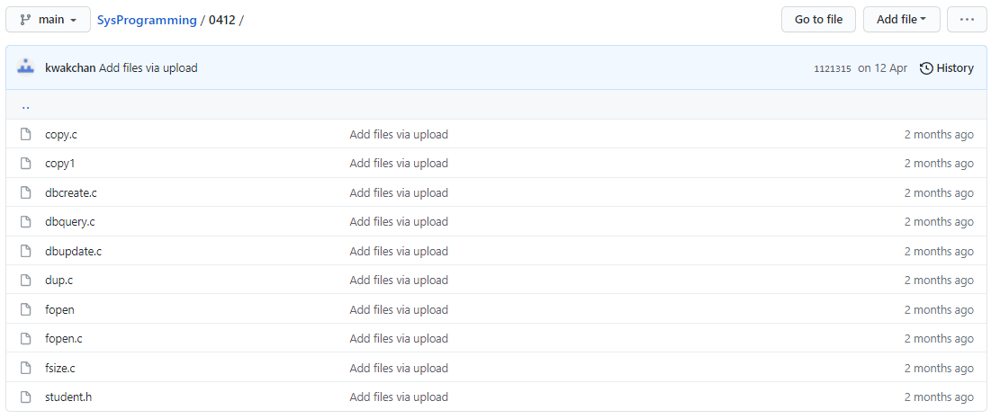 main SysProgramming / 0412 / Go to file Add file ...
kwakchan Add files via upload 1121315 on 12 Apr History
..
copy.c Add files via upload 2 months ago
copy1 Add files via upload 2 months ago
dbcreate.c Add files via upload 2 months ago
dbquery.c Add files via upload 2 months ago
dbupdate.c Add files via upload 2 months ago
dup.c Add files via upload 2 months ago
fopen Add files via upload 2 months ago
fopen.c Add files via upload 2 months ago
fsize.c Add files via upload 2 months ago
student.h Add files via upload 2 months ago